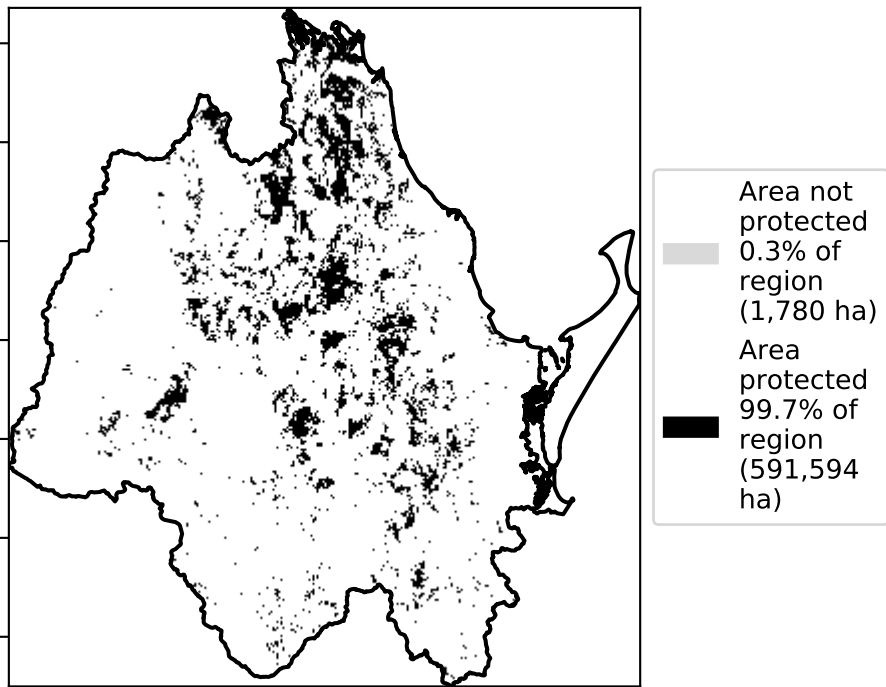 Area not
protected
0.3% of
region
(1,780 ha)
Area
protected
99.7% of
region
(591,594
ha)